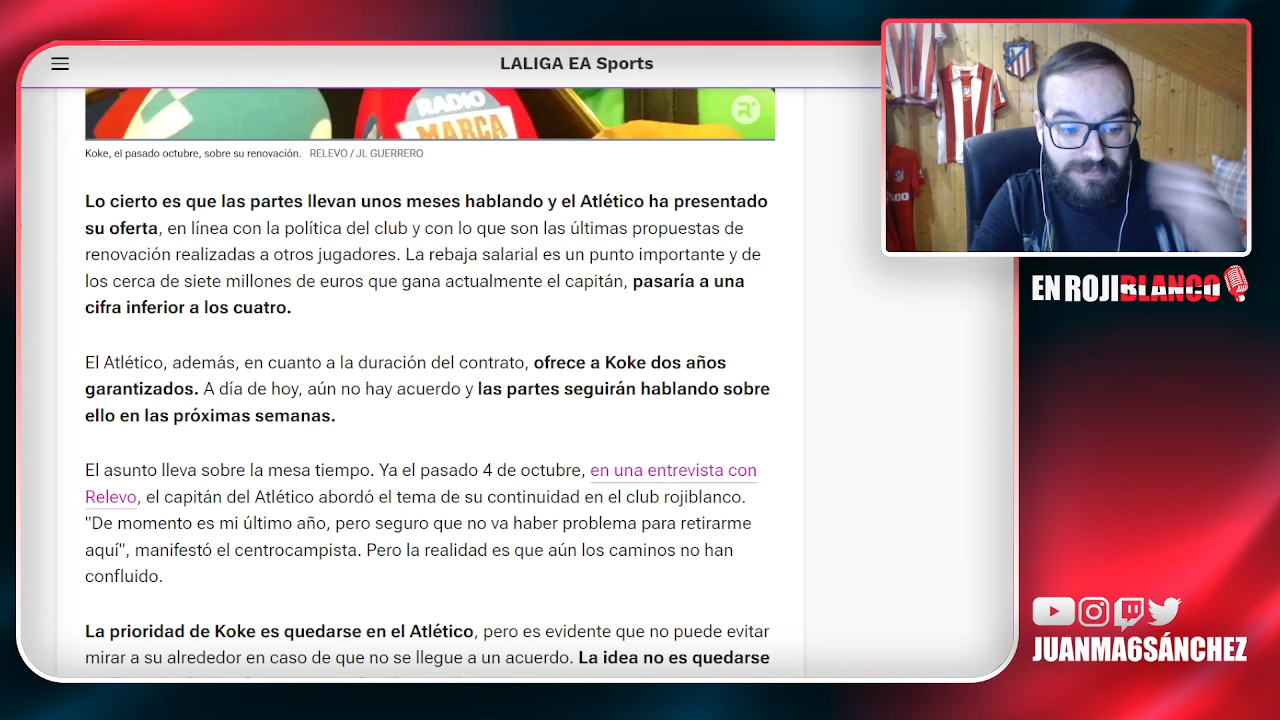 LALIGA EA Sports
RADIO
MARCA
R
Koke, el pasado octubre, sobre su renovación. RELEVO / JL GUERRERO
Lo cierto es que las partes llevan unos meses hablando y el Atlético ha presentado
su oferta, en línea con la política del club y con lo que son las últimas propuestas de
renovación realizadas a otros jugadores. La rebaja salarial es un punto importante y de
los cerca de siete millones de euros que gana actualmente el capitán, pasaría a una
cifra inferior a los cuatro.
El Atlético, además, en cuanto a la duración del contrato, ofrece a Koke dos años
garantizados. A día de hoy, aún no hay acuerdo y las partes seguirán hablando sobre
ello en las próximas semanas.
El asunto lleva sobre la mesa tiempo. Ya el pasado 4 de octubre, en una entrevista con
Relevo, el capitán del Atlético abordó el tema de su continuidad en el club rojiblanco.
"De momento es mi último año, pero seguro que no va haber problema para retirarme
aquí", manifestó el centrocampista. Pero la realidad es que aún los caminos no han
confluido.
La prioridad de Koke es quedarse en el Atlético, pero es evidente que no puede evitar
mirar a su alrededor en caso de que no se llegue a un acuerdo. La idea no es quedarse
EN ROJIBLANCO
JUANMA6SÁNCHEZ